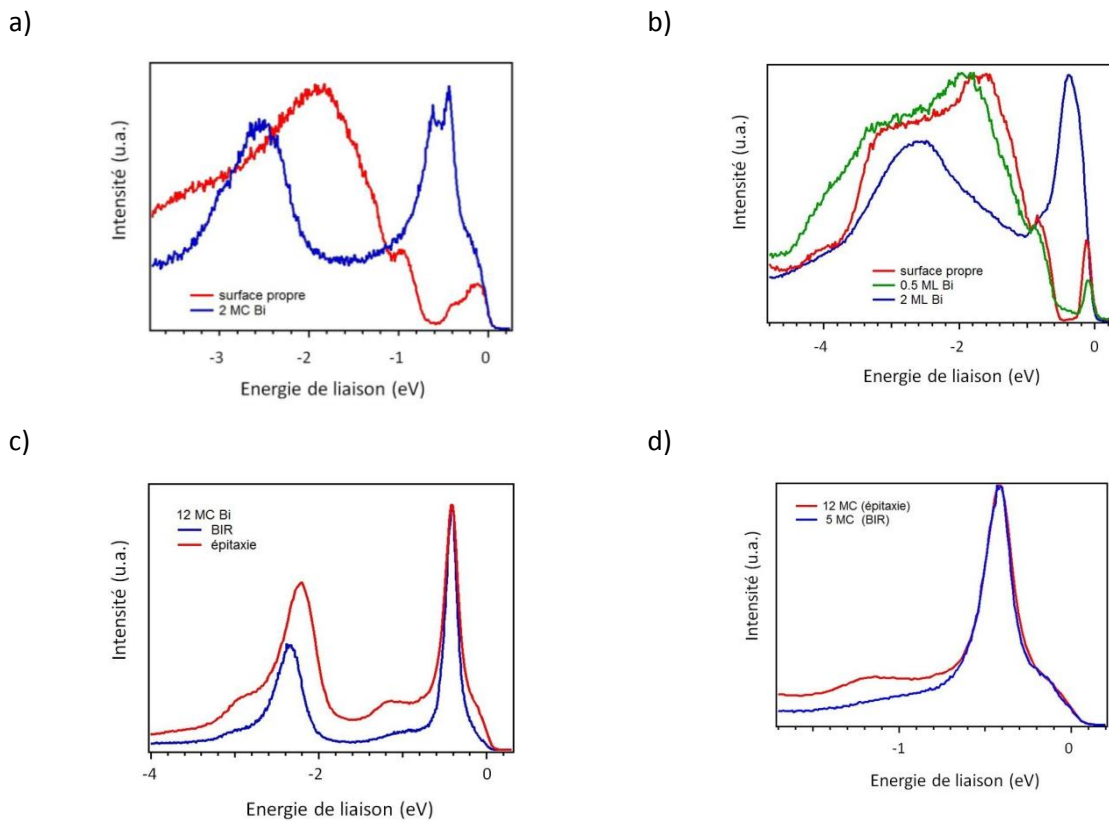 a)
Intensité (u.a.)
surface propre
2 MC Bi
-3
-2
-1
0
Energie de liaison (eV)
b)
Intensité (u.a.)
surface propre
0.5 ML Bi
2 ML Bi
-4
-2
0
Energie de liaison (eV)
c)
Intensité (u.a.)
12 MC Bi
BIR
épitaxie
-4
-2
0
Energie de liaison (eV)
d)
Intensité (u.a.)
12 MC (épitaxie)
5 MC (BIR)
-1
0
Energie de liaison (eV)